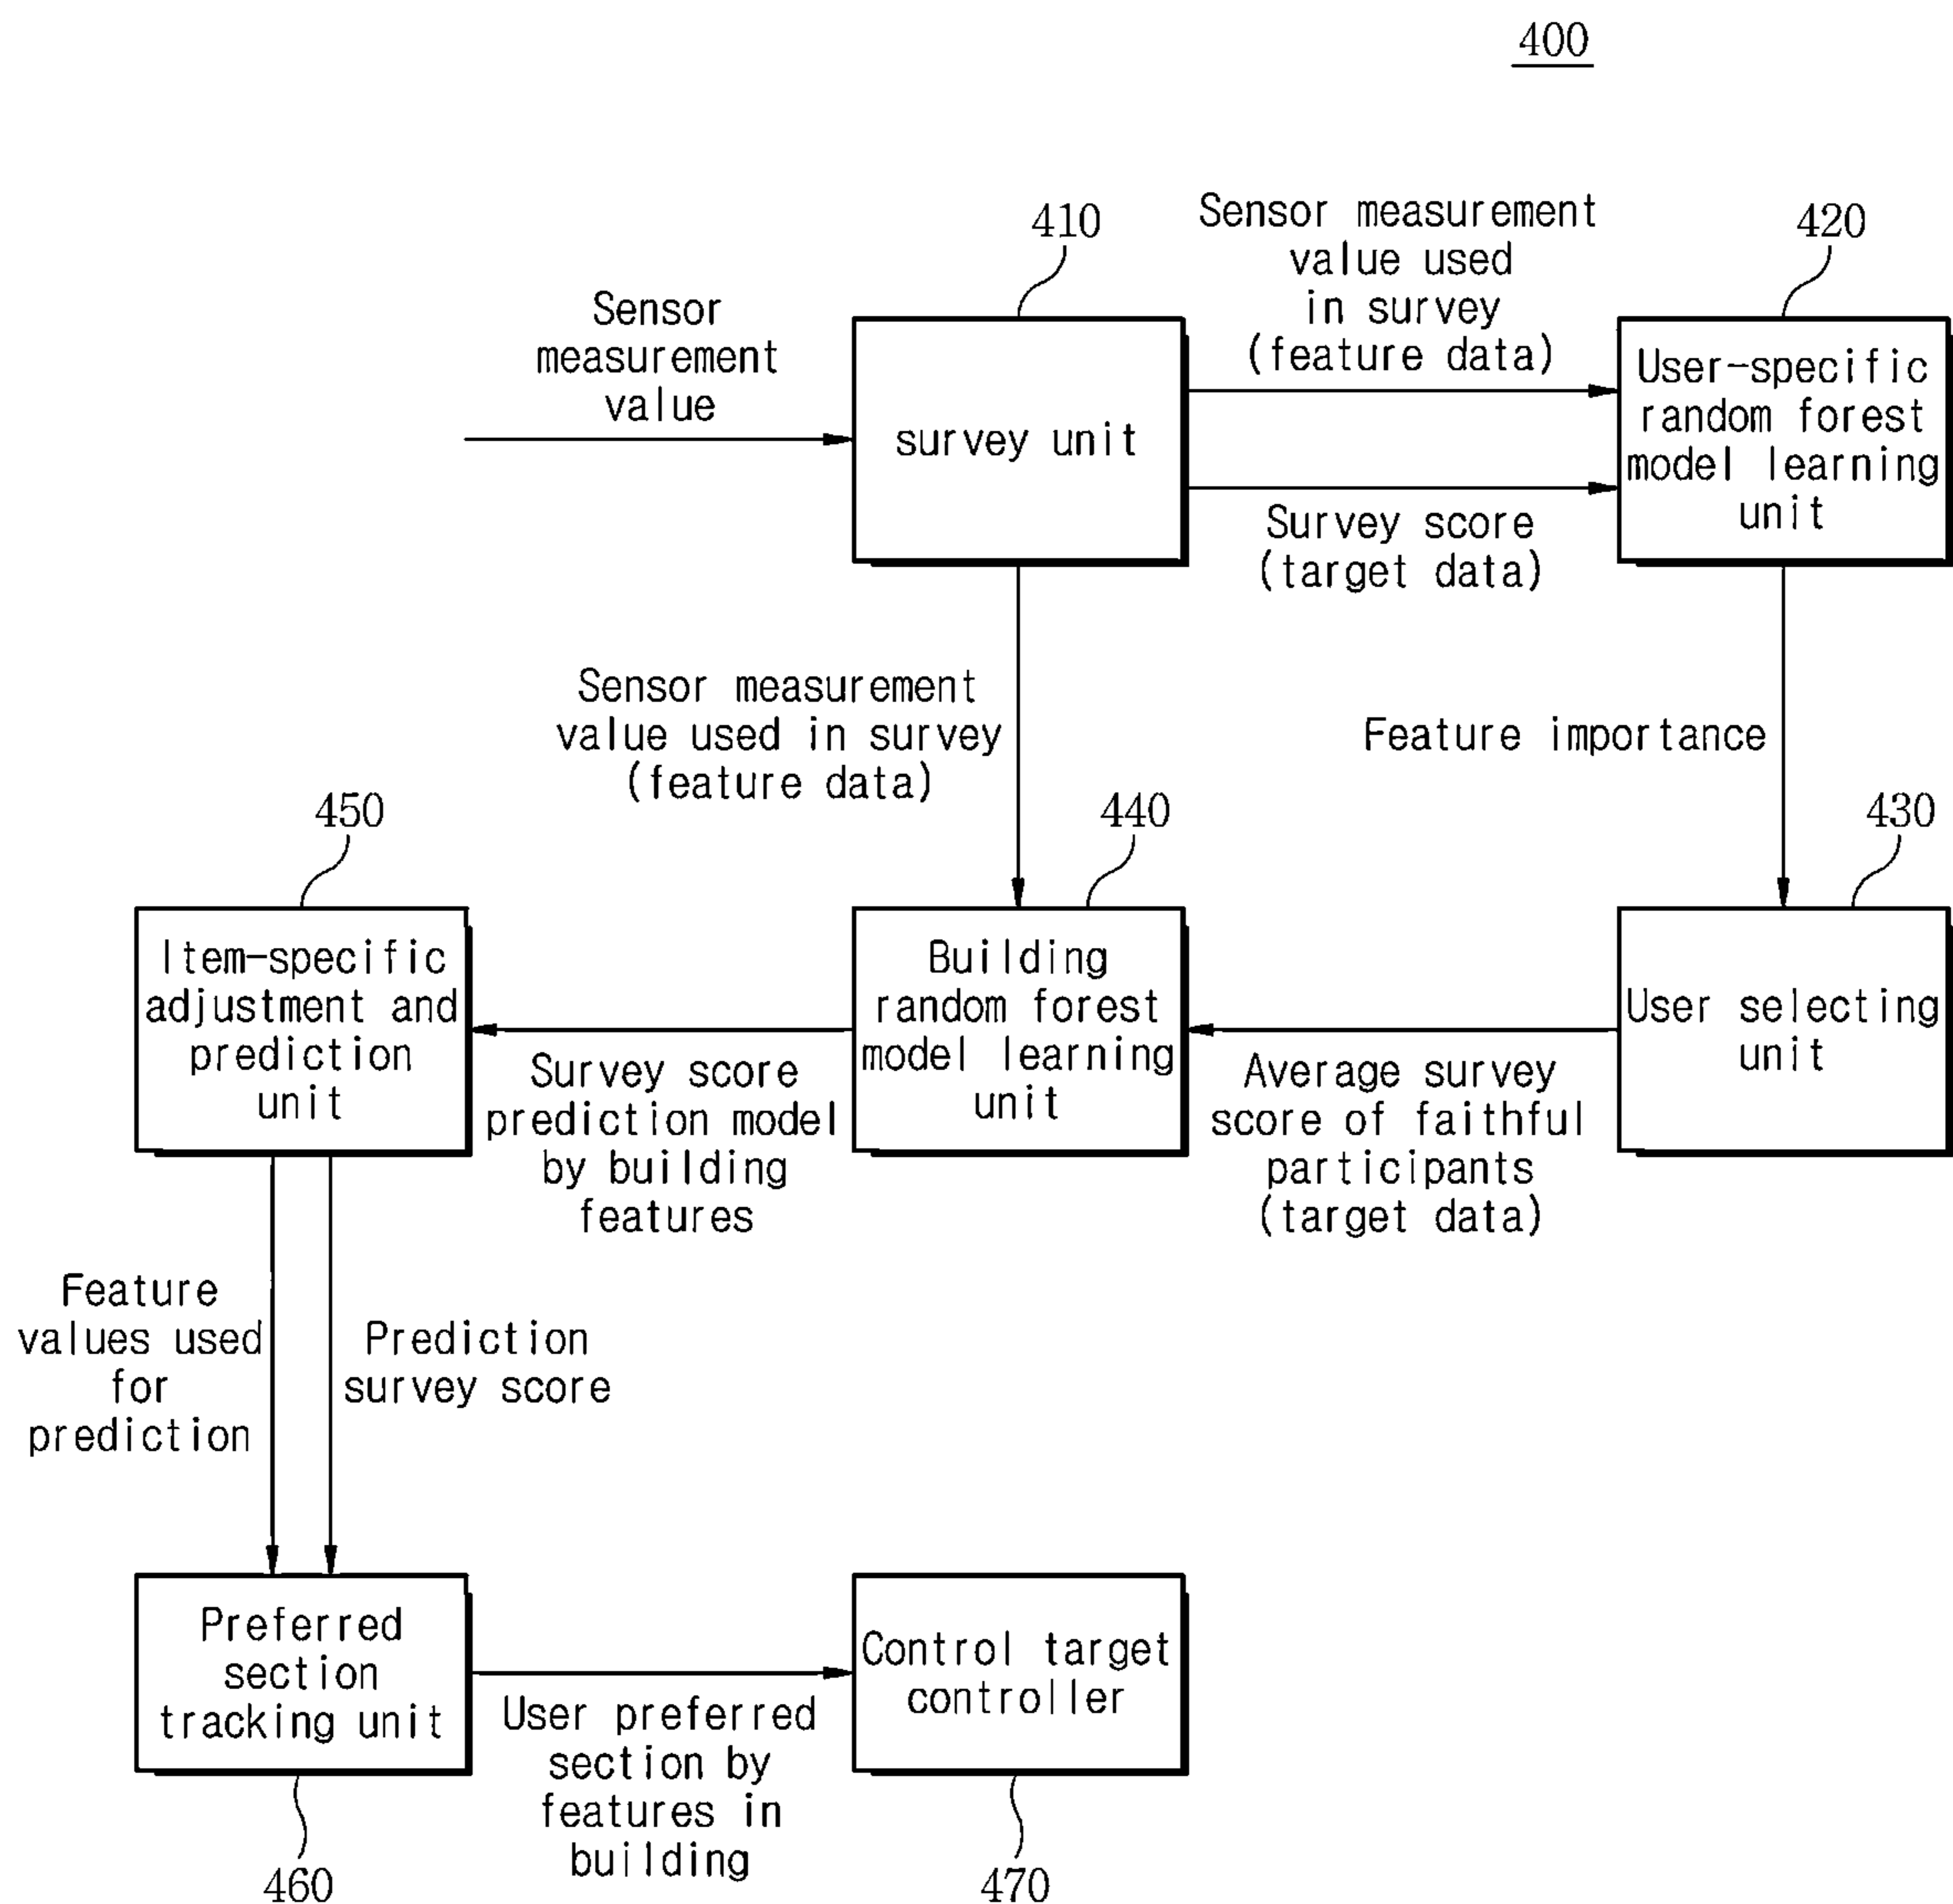 400
410
Sensor measurement
value used
in survey
(feature data)
420
Sensor
measurement
value
survey unit
User-specific
random forest
model learning
unit
Survey score
(target data)
Sensor measurement
value used in survey
(feature data)
Feature importance
450
440
430
Item-specific
adjustment and
prediction
unit
Building
random forest
model learning
unit
User selecting
unit
Survey score
prediction model
by building
features
Average survey
score of faithful
participants
(target data)
Feature
values used
for
prediction
Prediction
survey score
Preferred
section
tracking unit
Control target
controller
User preferred
section by
features in
building
460
470